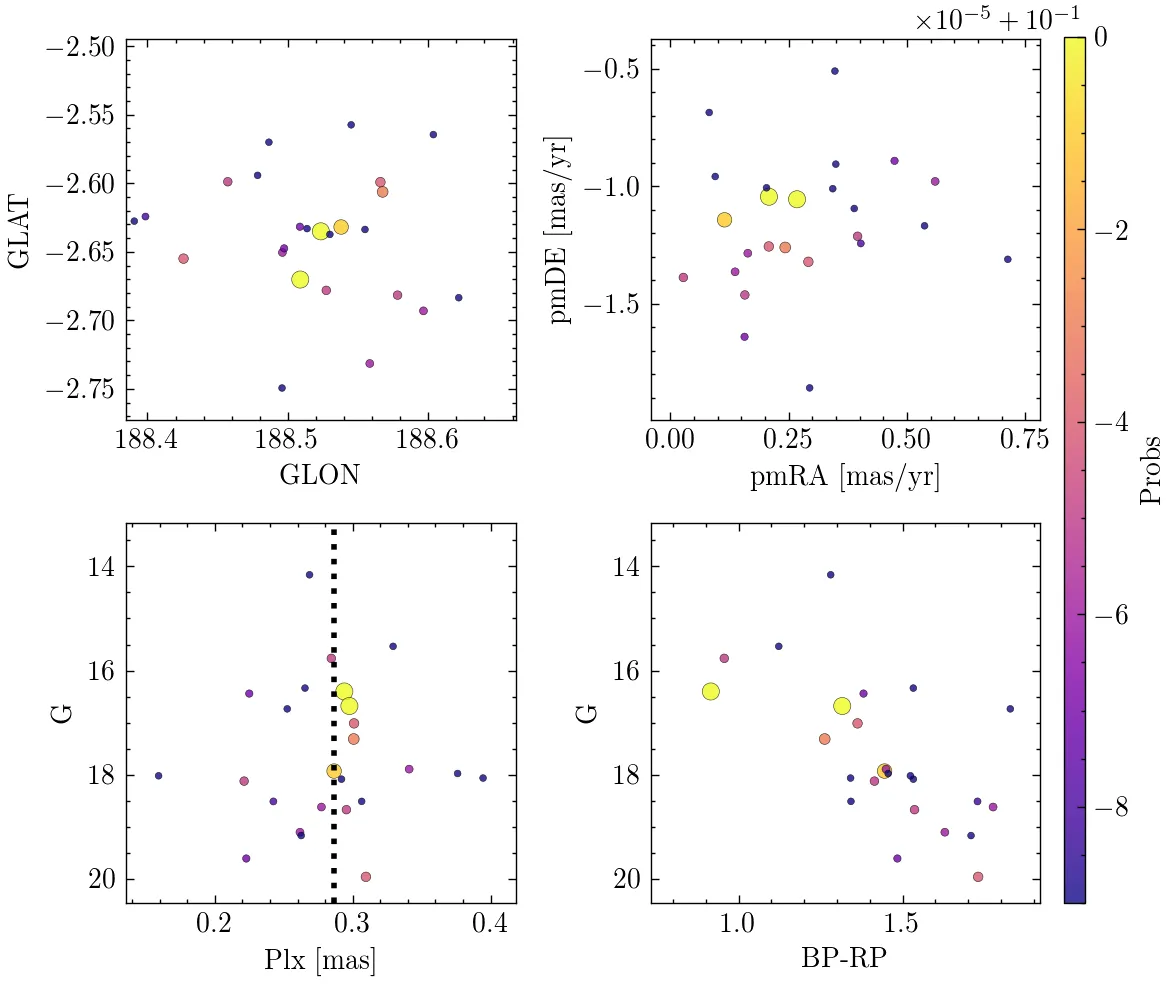 ×10⁻⁵ + 10⁻¹
−2.50
−2.55
−2.60
−2.65
−2.70
−2.75
GLAT
188.4 188.5 188.6
GLON
−0.5
−1.0
−1.5
pmDE [mas/yr]
0.00 0.25 0.50 0.75
pmRA [mas/yr]
14
16
18
20
G
0.2 0.3 0.4
Plx [mas]
14
16
18
20
G
1.0 1.5
BP-RP
0
−2
−4
−6
−8
Probs